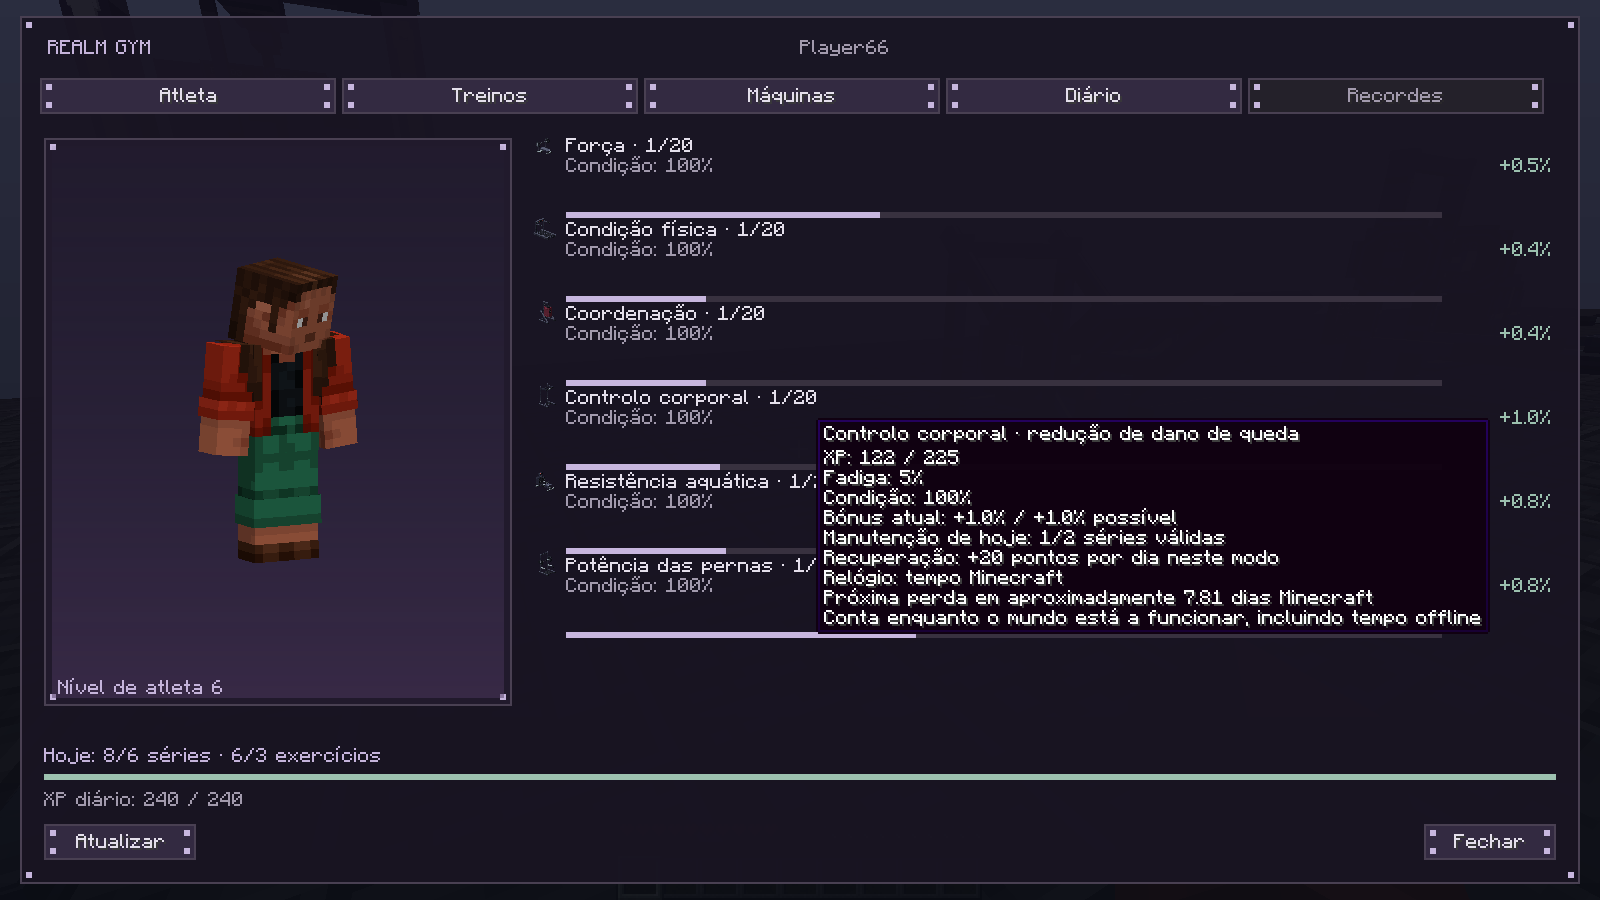 REALM GYM
Player66
Atleta
Treinos
Máquinas
Diário
Recordes
Força · 1/20
Condição: 100%
+0.5%
Condição física · 1/20
Condição: 100%
+0.4%
Coordenação · 1/20
Condição: 100%
+0.4%
Controlo corporal · 1/20
Condição: 100%
+1.0%
Resistência aquática · 1/
Condição: 100%
+0.8%
Potência das pernas · 1/
Condição: 100%
+0.8%
Controlo corporal · redução de dano de queda
XP: 122 / 225
Fadiga: 5%
Condição: 100%
Bónus atual: +1.0% / +1.0% possível
Manutenção de hoje: 1/2 séries válidas
Recuperação: +20 pontos por dia neste modo
Relógio: tempo Minecraft
Próxima perda em aproximadamente 7.81 dias Minecraft
Conta enquanto o mundo está a funcionar, incluindo tempo offline
Nível de atleta 6
Hoje: 8/6 séries · 6/3 exercícios
XP diário: 240 / 240
Atualizar
Fechar